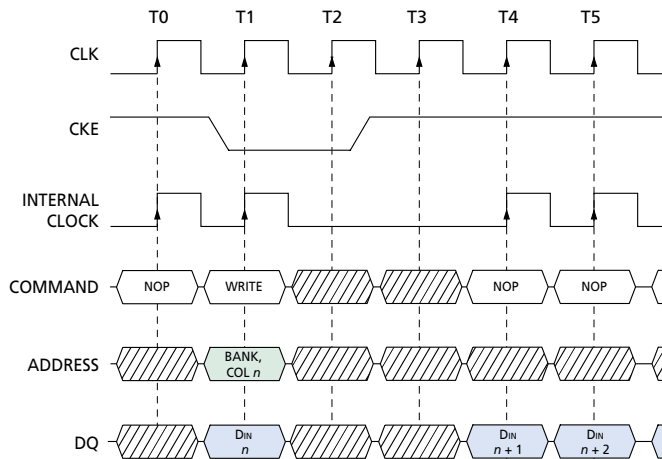 T0 T1 T2 T3 T4 T5
CLK
CKE
INTERNAL
CLOCK
COMMAND NOP WRITE NOP NOP
ADDRESS BANK,
COL n
DQ DIN
n
DIN
n + 1
DIN
n + 2